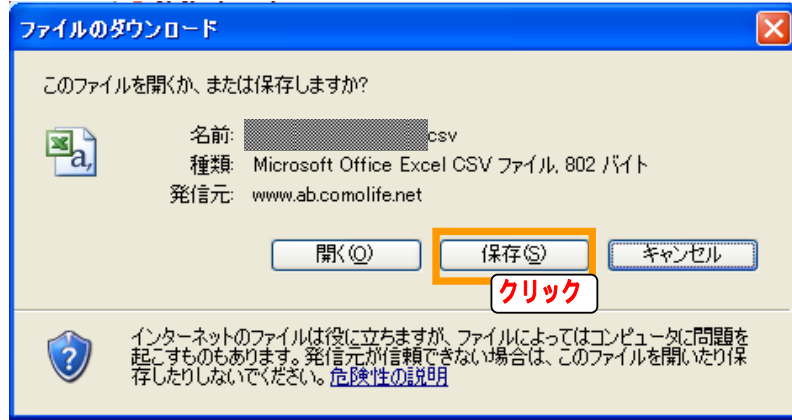 ファイルのダウンロード
このファイルを開くか、または保存しますか?
名前: csv
種類: Microsoft Office Excel CSV ファイル, 802 バイト
発信元: www.ab.comolife.net
開く(O) 保存(S) キャンセル
クリック
インターネットのファイルは役に立ちますが、ファイルによってはコンピュータに問題を
起こすものもあります。発信元が信頼できない場合は、このファイルを開いたり保
存したりしないでください。危険性の説明